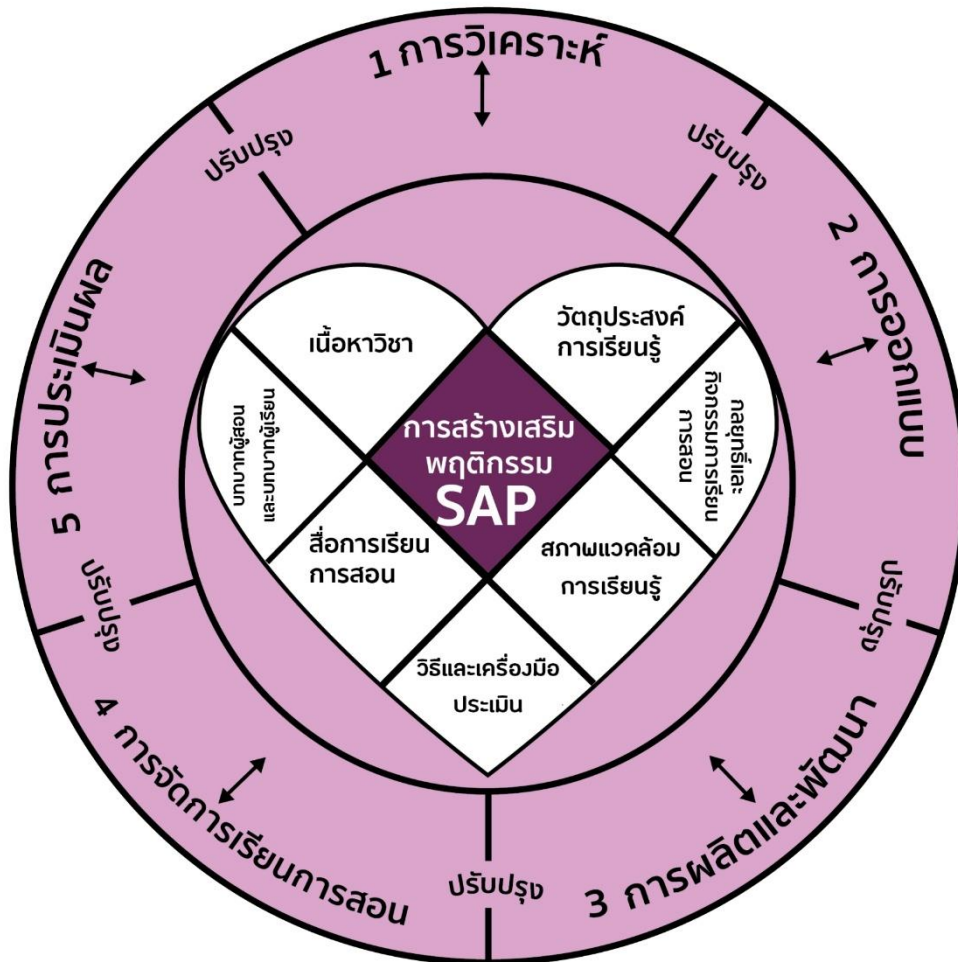 1 การวิเคราะห์
ปรับปรุง
2 การออกแบบ
ปรับปรุง
3 การผลิตและพัฒนา
ปรับปรุง
4 การจัดการเรียนการสอน
ปรับปรุง
5 การประเมินผล
ปรับปรุง
เนื้อหาวิชา
วัตถุประสงค์
การเรียนรู้
บทบาทผู้สอน
และบทบาทผู้เรียน
การสร้างเสริม
พฤติกรรม
SAP
กลยุทธ์และ
กิจกรรมการเรียน
การสอน
สื่อการเรียน
การสอน
สภาพแวดล้อม
การเรียนรู้
วิธีและเครื่องมือ
ประเมิน